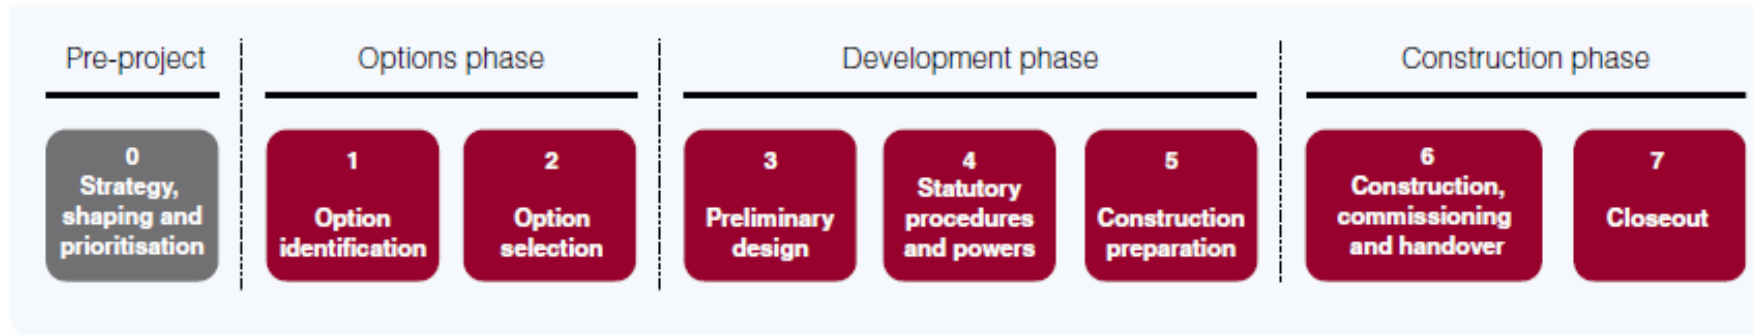 Pre-project
Options phase
Development phase
Construction phase
0
Strategy,
shaping and
prioritisation
1
Option
identification
2
Option
selection
3
Preliminary
design
4
Statutory
procedures
and powers
5
Construction
preparation
6
Construction,
commissioning
and handover
7
Closeout